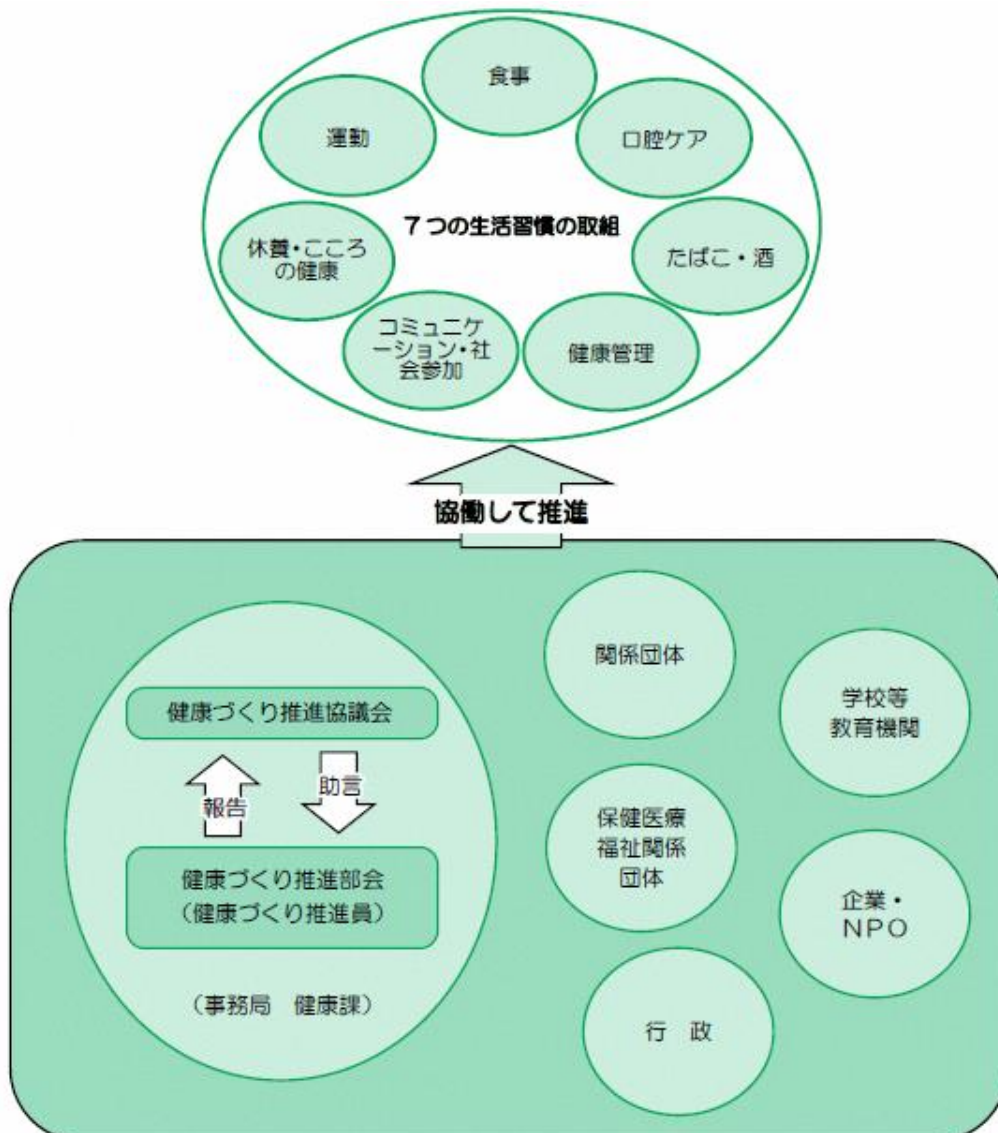 食事
運動
口腔ケア
7つの生活習慣の取組
休養・こころ
の健康
たばこ・酒
コミュニケ
ーション・社
会参加
健康管理
協働して推進
健康づくり推進協議会
報告
助言
健康づくり推進部会
（健康づくり推進員）
（事務局　健康課）
関係団体
学校等
教育機関
保健医療
福祉関係
団体
企業・
ＮＰＯ
行　政